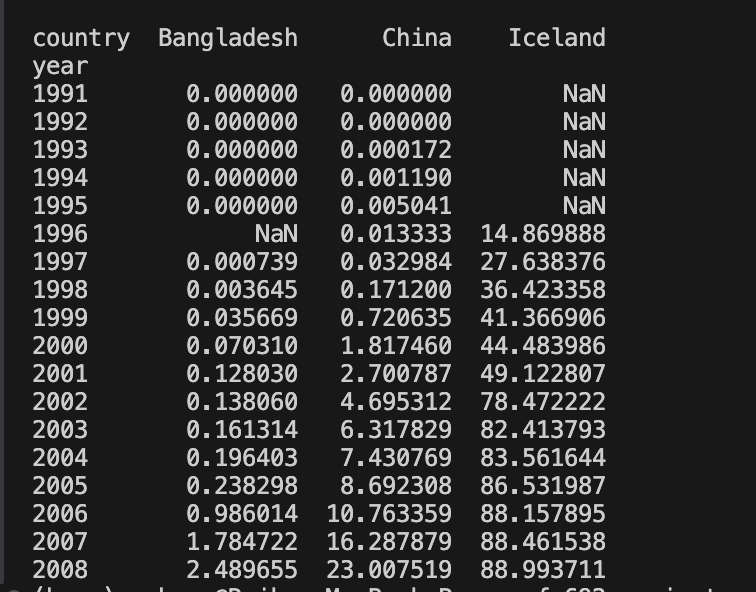 country Bangladesh China Iceland
year
1991 0.000000 0.000000 NaN
1992 0.000000 0.000000 NaN
1993 0.000000 0.000172 NaN
1994 0.000000 0.001190 NaN
1995 0.000000 0.005041 NaN
1996 NaN 0.013333 14.869888
1997 0.000739 0.032984 27.638376
1998 0.003645 0.171200 36.423358
1999 0.035669 0.720635 41.366906
2000 0.070310 1.817460 44.483986
2001 0.128030 2.700787 49.122807
2002 0.138060 4.695312 78.472222
2003 0.161314 6.317829 82.413793
2004 0.196403 7.430769 83.561644
2005 0.238298 8.692308 86.531987
2006 0.986014 10.763359 88.157895
2007 1.784722 16.287879 88.461538
2008 2.489655 23.007519 88.993711